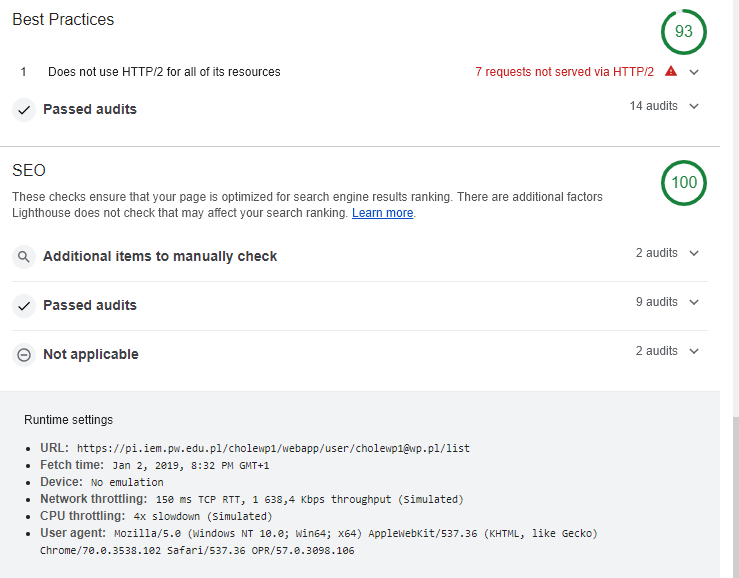 Best Practices
93
1 Does not use HTTP/2 for all of its resources 7 requests not served via HTTP/2
Passed audits 14 audits
SEO
100
These checks ensure that your page is optimized for search engine results ranking. There are additional factors
Lighthouse does not check that may affect your search ranking. Learn more.
Additional items to manually check 2 audits
Passed audits 9 audits
Not applicable 2 audits
Runtime settings
• URL: https://pi.iem.pw.edu.pl/cholewp1/webapp/user/cholewp1@wp.pl/list
• Fetch time: Jan 2, 2019, 8:32 PM GMT+1
• Device: No emulation
• Network throttling: 150 ms TCP RTT, 1 638,4 Kbps throughput (Simulated)
• CPU throttling: 4x slowdown (Simulated)
• User agent: Mozilla/5.0 (Windows NT 10.0; Win64; x64) AppleWebKit/537.36 (KHTML, like Gecko)
Chrome/70.0.3538.102 Safari/537.36 OPR/57.0.3098.106